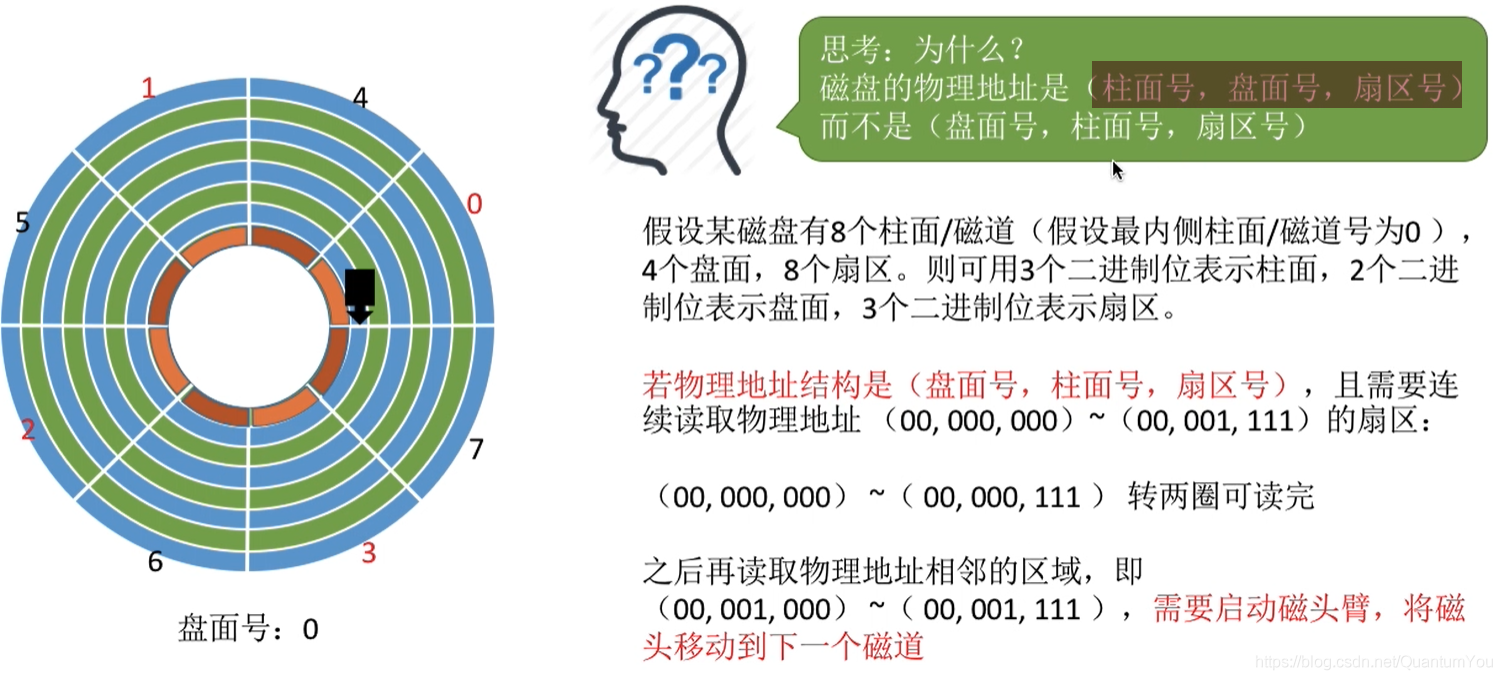 1
4
0
5
2
7
6
3
盘面号：0
? ? ?
思考：为什么？
磁盘的物理地址是（柱面号，盘面号，扇区号）
而不是（盘面号，柱面号，扇区号）
假设某磁盘有8个柱面/磁道（假设最内侧柱面/磁道号为0 ），
4个盘面，8个扇区。则可用3个二进制位表示柱面，2个二进
制位表示盘面，3个二进制位表示扇区。
若物理地址结构是（盘面号，柱面号，扇区号），且需要连
续读取物理地址 （00, 000, 000）~（00, 001, 111）的扇区：
（00, 000, 000） ~（ 00, 000, 111 ） 转两圈可读完
之后再读取物理地址相邻的区域，即
（00, 001, 000） ~（ 00, 001, 111 ），需要启动磁头臂，将磁
头移动到下一个磁道
https://blog.csdn.net/QuantumYou